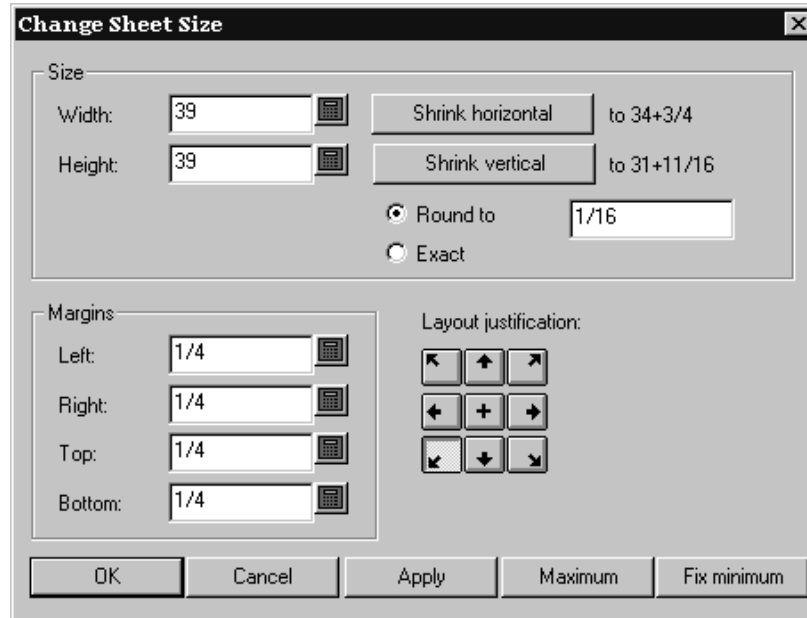 Change Sheet Size
Size
Width: 39 Shrink horizontal to 34+3/4
Height: 39 Shrink vertical to 31+11/16
Round to 1/16
Exact
Margins
Layout justification:
Left: 1/4
Right: 1/4
Top: 1/4
Bottom: 1/4
OK Cancel Apply Maximum Fix minimum